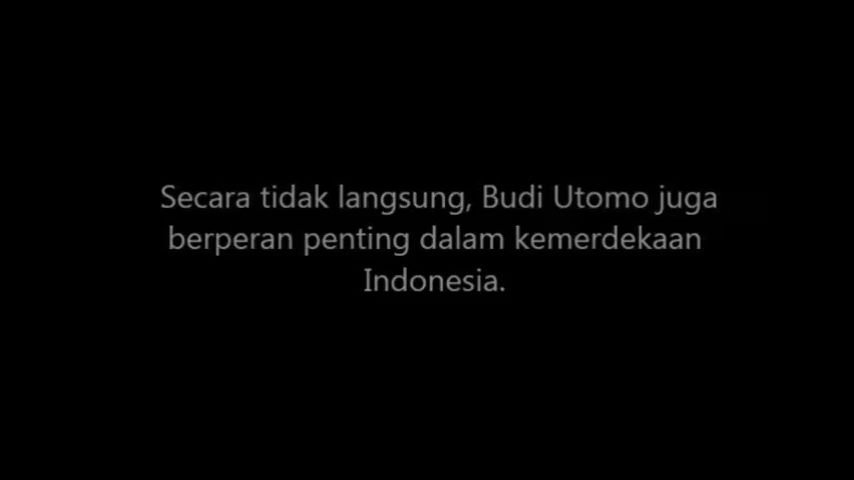 Secara tidak langsung, Budi Utomo juga
berperan penting dalam kemerdekaan
Indonesia.